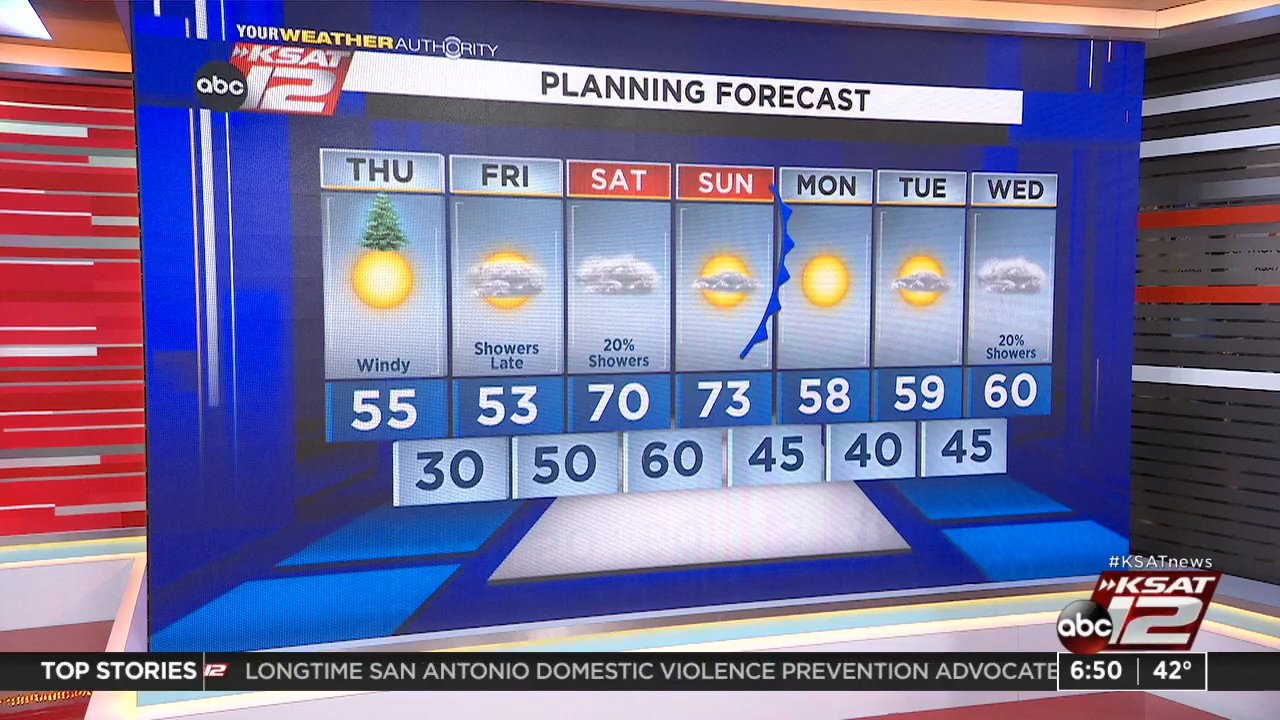 YOUR WEATHER AUTHORITY
abc KSAT 12
PLANNING FORECAST
THU FRI SAT SUN MON TUE WED
Windy
Showers Late
20% Showers
20% Showers
55 53 70 73 58 59 60
30 50 60 45 40 45
#KSATnews
abc KSAT 12
TOP STORIES 12 LONGTIME SAN ANTONIO DOMESTIC VIOLENCE PREVENTION ADVOCATE 6:50 42°